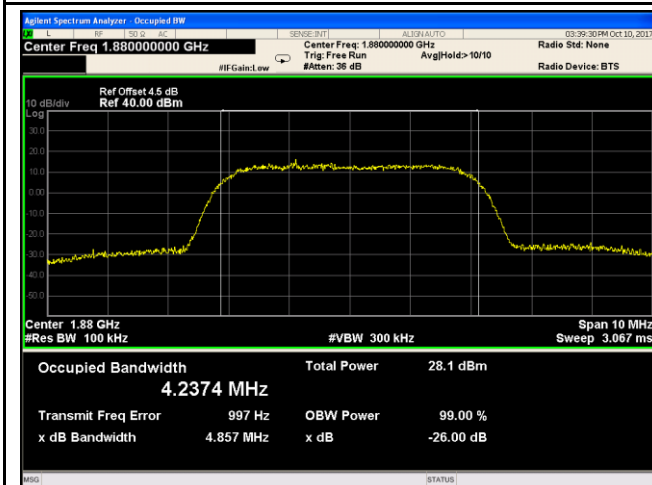 Agilent Spectrum Analyzer - Occupied BW
LXI L RF 50 Ω AC SENSE:INT ALIGN AUTO 03:39:30 PM Oct 10, 2017
Center Freq 1.880000000 GHz Center Freq: 1.880000000 GHz Radio Std: None
Trig: Free Run Avg|Hold:>10/10
#IFGain:Low #Atten: 36 dB Radio Device: BTS
Ref Offset 4.5 dB
10 dB/div Ref 40.00 dBm
Log
30.0
20.0
10.0
0.00
-10.0
-20.0
-30.0
-40.0
-50.0
Center 1.88 GHz Span 10 MHz
#Res BW 100 kHz #VBW 300 kHz Sweep 3.067 ms
Occupied Bandwidth Total Power 28.1 dBm
4.2374 MHz
Transmit Freq Error 997 Hz OBW Power 99.00 %
x dB Bandwidth 4.857 MHz x dB -26.00 dB
MSG STATUS